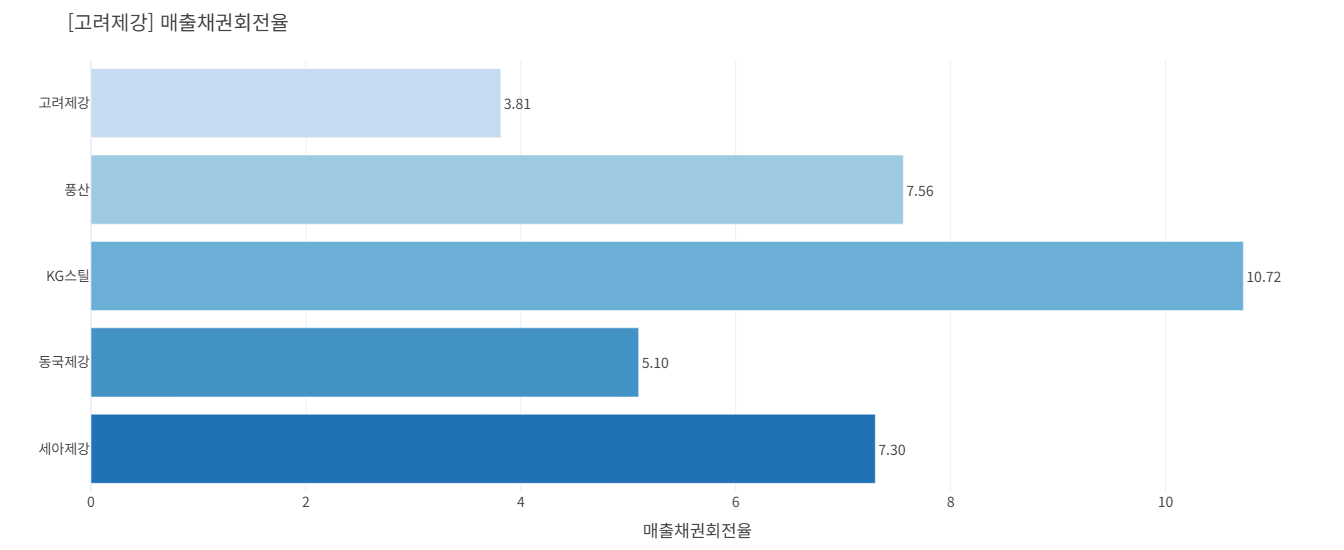 [고려제강] 매출채권회전율
고려제강
3.81
풍산
7.56
KG스틸
10.72
동국제강
5.10
세아제강
7.30
0 2 4 6 8 10
매출채권회전율